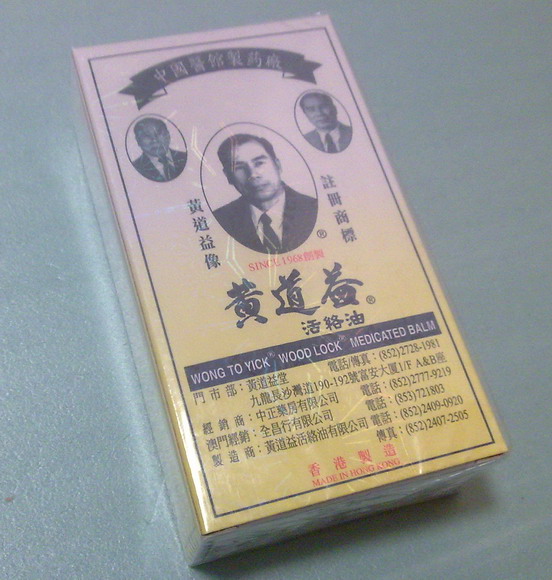 中國醫館製葯廠
黃道益像
註冊商標
®
SINCE 1968 創製
黃道益®
活絡油
WONG TO YICK® WOOD LOCK® MEDICATED BALM
門市部：黃道益堂 電話/傳真：(852)2728-1981
九龍長沙灣道190-192號富安大厦1/F A&B座
經銷商：中正藥房有限公司 電話：(852)2777-9219
澳門經銷：全昌行有限公司 電話：(853)721803
製造商：黃道益活絡油有限公司 電話：(852)2409-0920
傳真：(852)2407-2505
香港製造
MADE IN HONG KONG